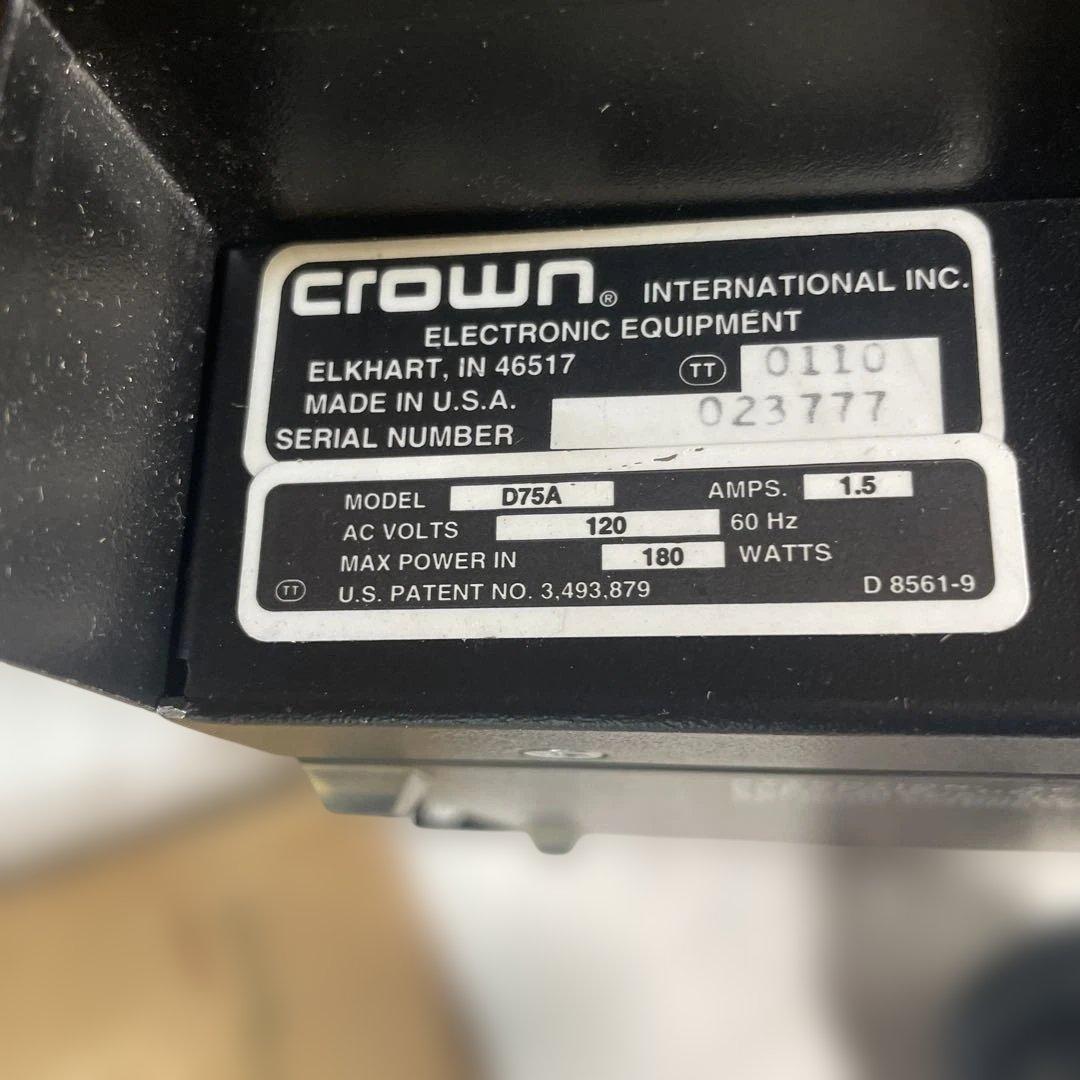 crown® INTERNATIONAL INC.
ELECTRONIC EQUIPMENT
ELKHART, IN 46517 TT 0110
MADE IN U.S.A.
SERIAL NUMBER 023777
MODEL D75A AMPS. 1.5
AC VOLTS 120 60 Hz
MAX POWER IN 180 WATTS
TT U.S. PATENT NO. 3,493,879 D 8561-9